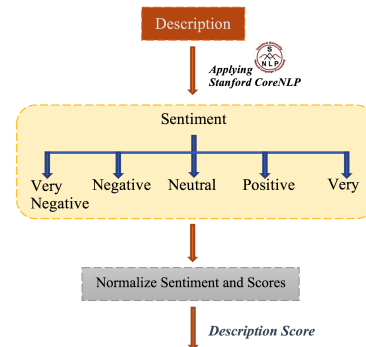 Description
Applying
Stanford CoreNLP
S
NLP
Sentiment
Very
Negative
Negative
Neutral
Positive
Very
Normalize Sentiment and Scores
Description Score